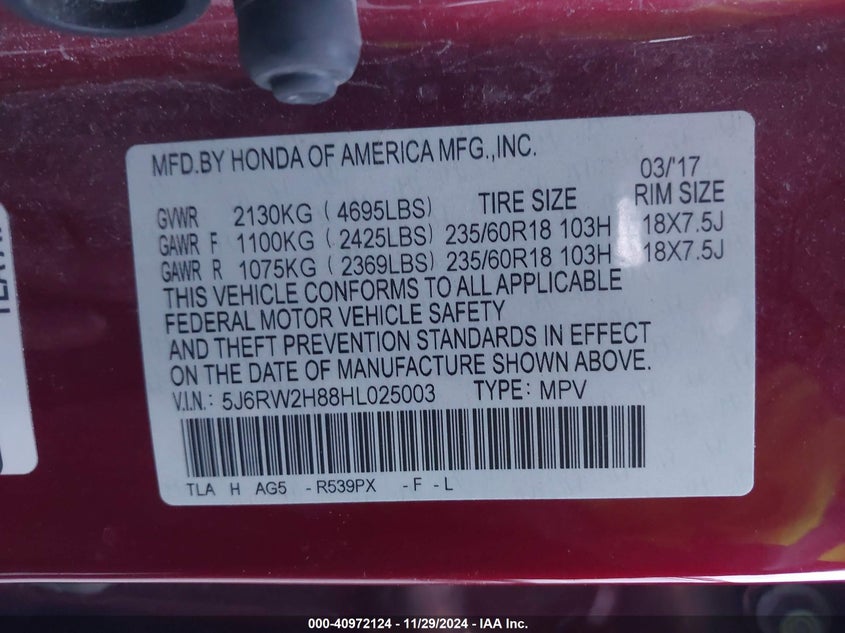 MFD.BY HONDA OF AMERICA MFG.,INC.
03/'17
GVWR 2130KG (4695LBS) TIRE SIZE RIM SIZE
GAWR F 1100KG (2425LBS) 235/60R18 103H 18X7.5J
GAWR R 1075KG (2369LBS) 235/60R18 103H 18X7.5J
THIS VEHICLE CONFORMS TO ALL APPLICABLE
FEDERAL MOTOR VEHICLE SAFETY
AND THEFT PREVENTION STANDARDS IN EFFECT
ON THE DATE OF MANUFACTURE SHOWN ABOVE.
V.I.N.: 5J6RW2H88HL025003 TYPE: MPV
TLA H AG5 -R539PX -F-L
000-40972124 - 11/29/2024 - IAA Inc.